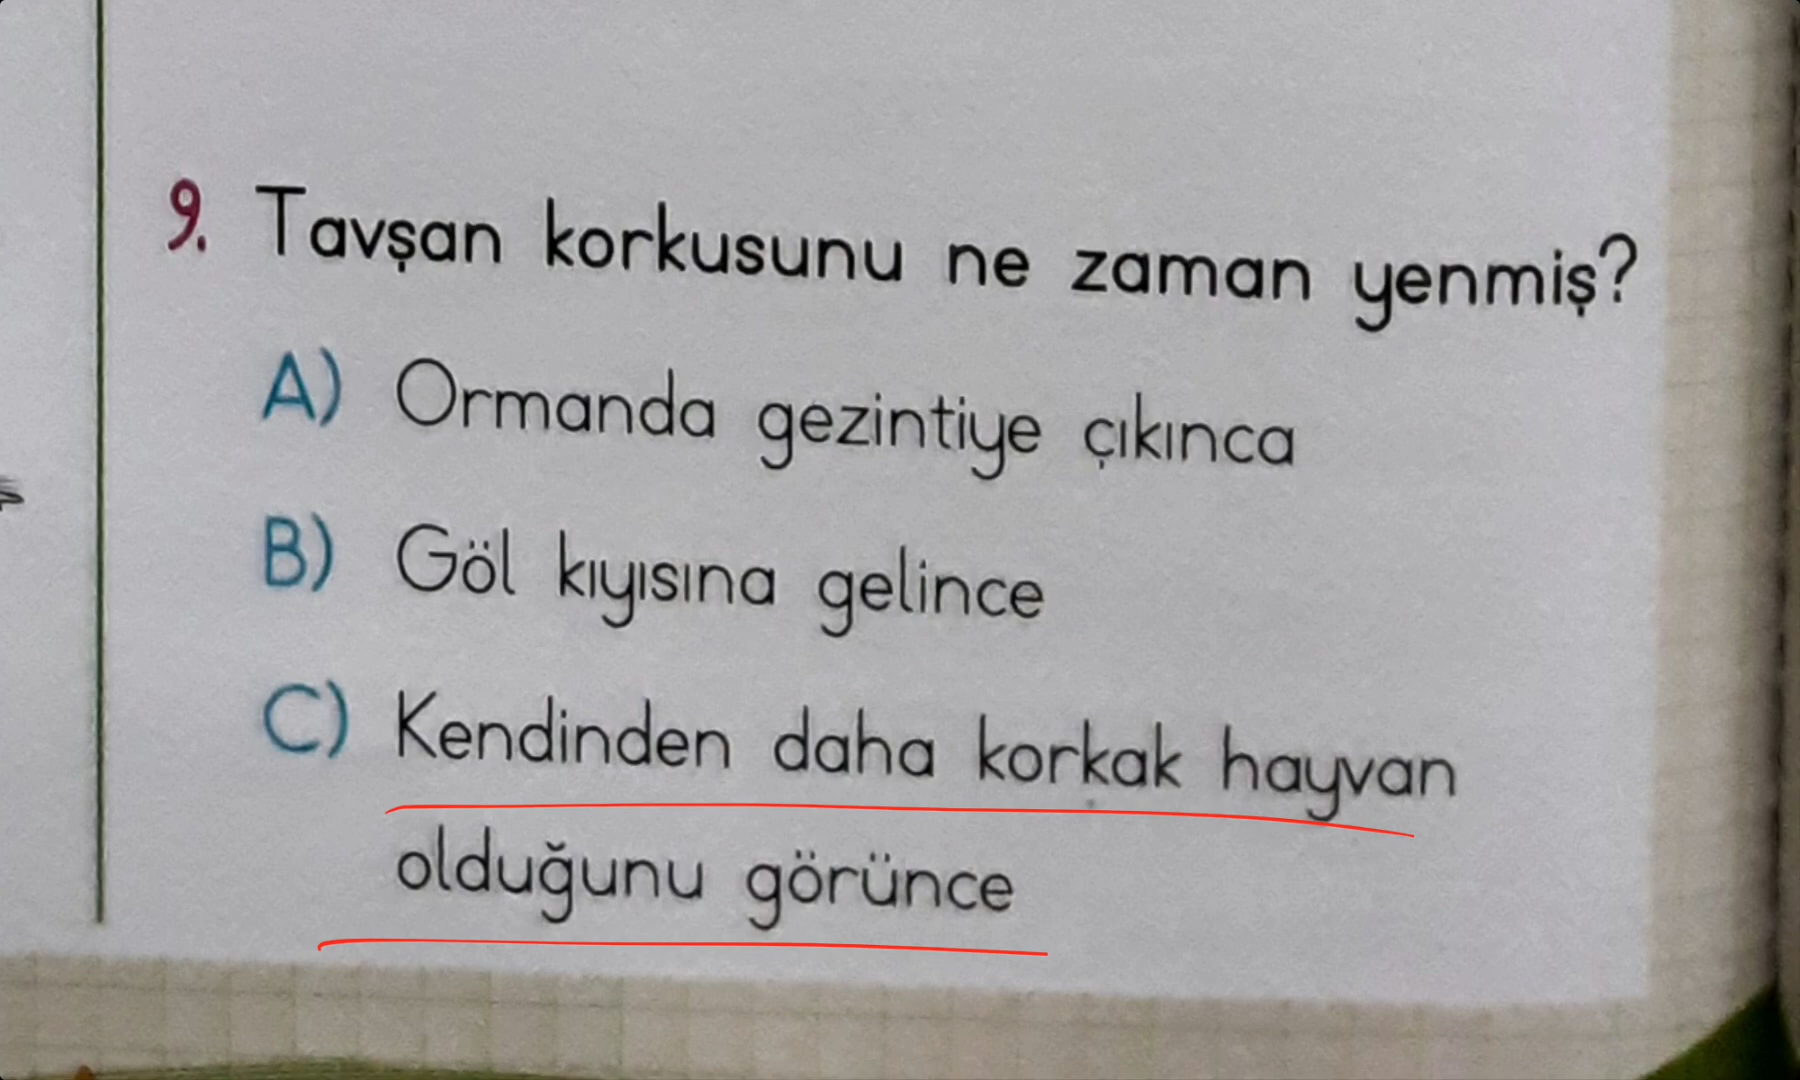 9. Tavşan korkusunu ne zaman yenmiş?
A) Ormanda gezintiye çıkınca
B) Göl kıyısına gelince
C) Kendinden daha korkak hayvan
olduğunu görünce